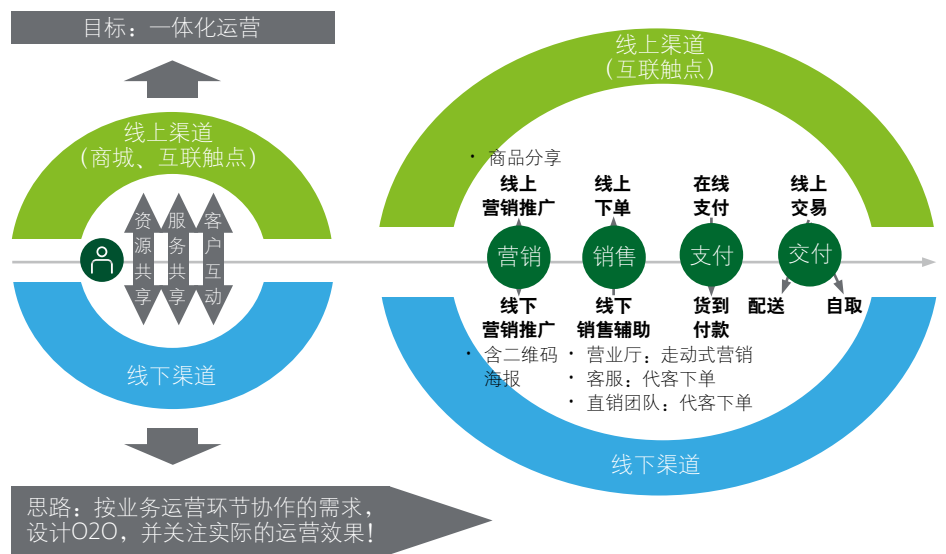 目标：一体化运营
线上渠道
（商城、互联触点）
资源共享
服务共享
客户互动
线下渠道
思路：按业务运营环节协作的需求，
设计O2O，并关注实际的运营效果！
线上渠道
（互联触点）
· 商品分享
线上
营销推广
线上
下单
在线
支付
线上
交易
营销
销售
支付
交付
线下
营销推广
线下
销售辅助
货到
付款
配送
自取
· 含二维码
海报
· 营业厅：走动式营销
· 客服：代客下单
· 直销团队：代客下单
线下渠道